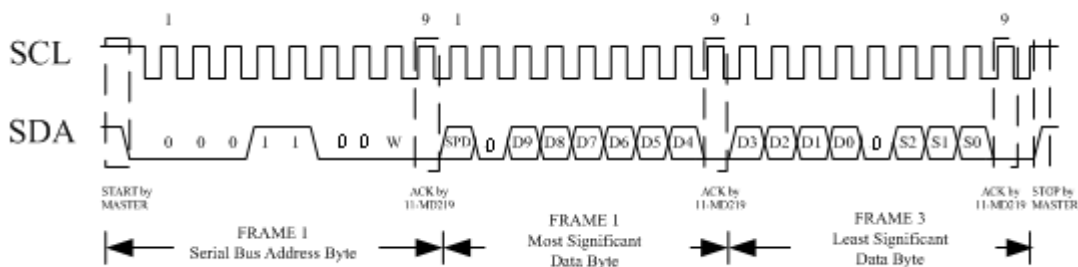 1 9 1 9 1 9
SCL
SDA
0 0 0 1 1 0 0 W SPD 0 D9 D8 D7 D6 D5 D4 D3 D2 D1 D0 0 S2 S1 S0
START by
MASTER
ACK by
11-MD219
ACK by
11-MD219
ACK by
11-MD219
STOP by
MASTER
FRAME 1
Serial Bus Address Byte
FRAME 1
Most Significant
Data Byte
FRAME 3
Least Significant
Data Byte